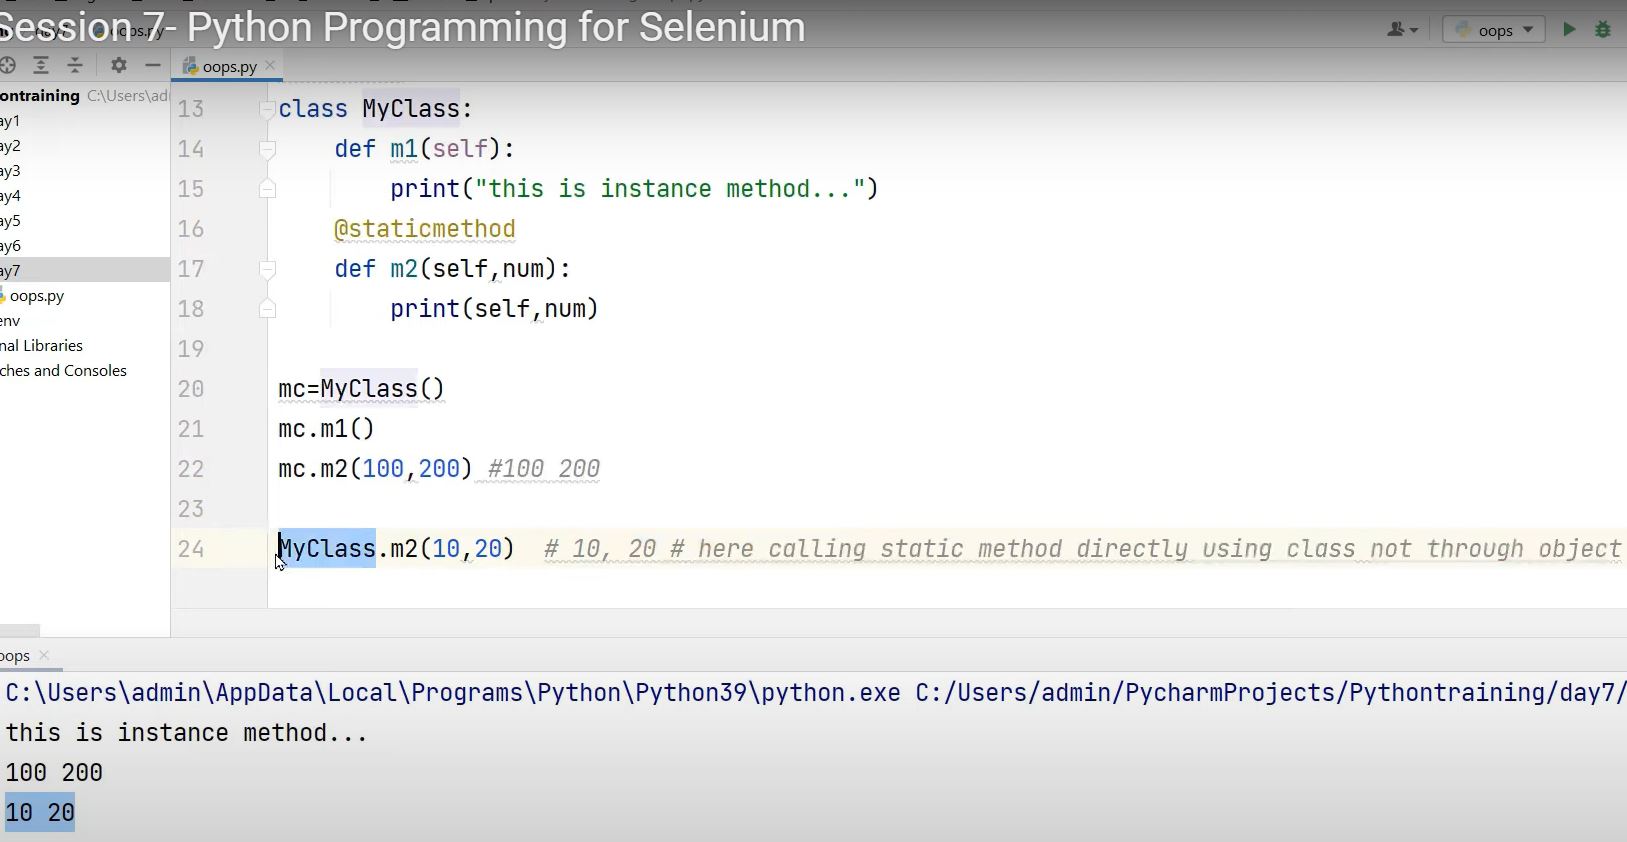 Session 7- Python Programming for Selenium
oops
oops.py
ontraining C:\Users\ad
ay1
ay2
ay3
ay4
ay5
ay6
ay7
oops.py
env
nal Libraries
ches and Consoles
13 class MyClass:
14 def m1(self):
15 print("this is instance method...")
16 @staticmethod
17 def m2(self,num):
18 print(self,num)
19
20 mc=MyClass()
21 mc.m1()
22 mc.m2(100,200) #100 200
23
24 MyClass.m2(10,20) # 10, 20 # here calling static method directly using class not through object
oops
C:\Users\admin\AppData\Local\Programs\Python\Python39\python.exe C:/Users/admin/PycharmProjects/Pythontraining/day7/
this is instance method...
100 200
10 20